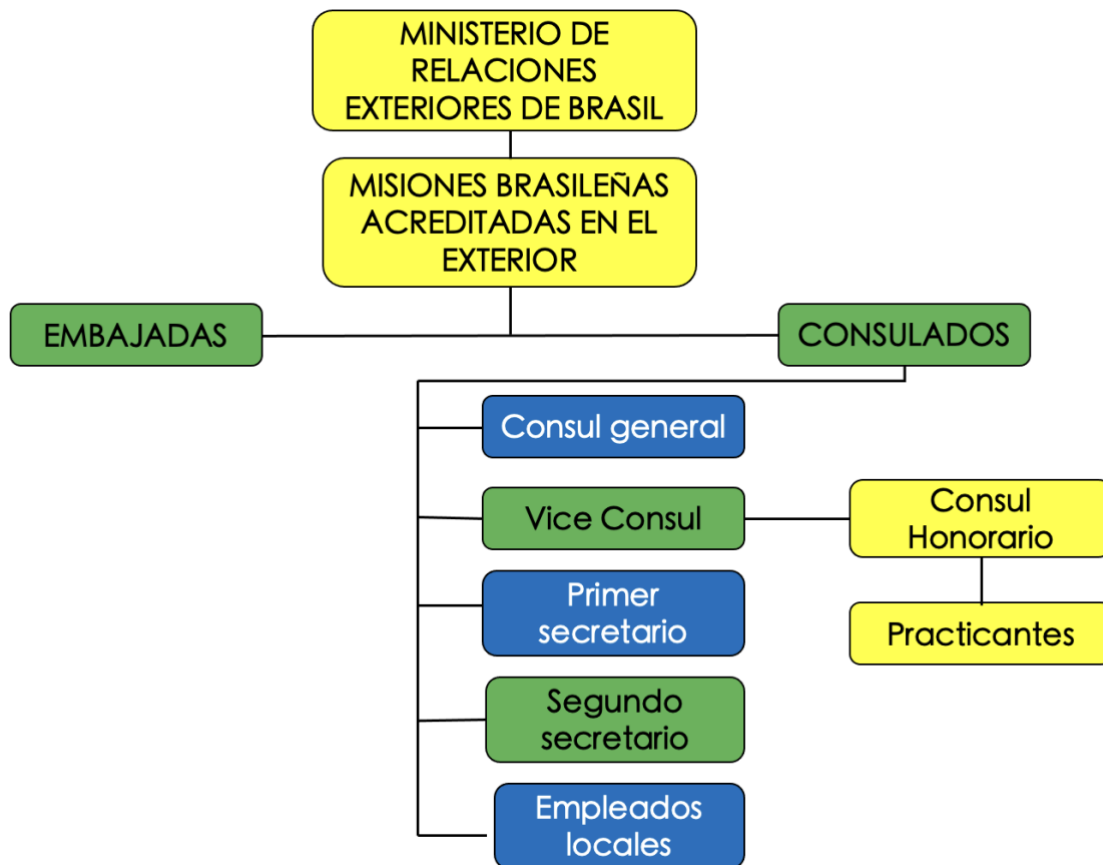 MINISTERIO DE
RELACIONES
EXTERIORES DE BRASIL
MISIONES BRASILEÑAS
ACREDITADAS EN EL
EXTERIOR
EMBAJADAS
CONSULADOS
Consul general
Vice Consul
Consul
Honorario
Primer
secretario
Practicantes
Segundo
secretario
Empleados
locales